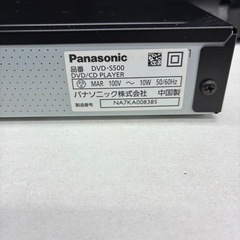 Panasonic
品番 DVD-S500
DVD/CD PLAYER
MAR 100V ～ 10W 50/60Hz
パナソニック株式会社 中国製
製造番号 NA7KA008385